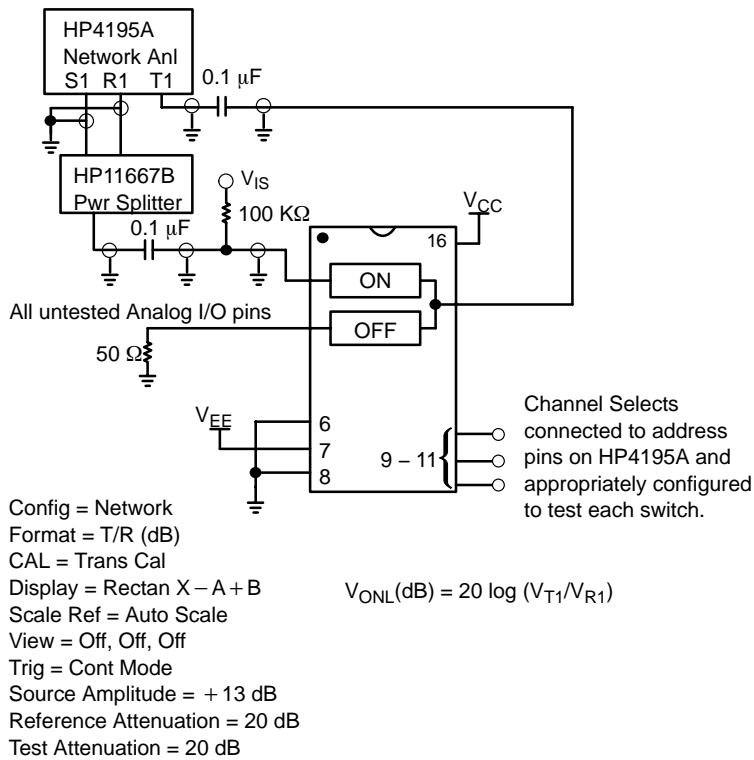 HP4195A
Network Anl
S1 R1 T1
0.1 μF
HP11667B
Pwr Splitter
V_IS
100 KΩ
0.1 μF
V_CC
16
ON
All untested Analog I/O pins
OFF
50 Ω
V_EE
6
7
8
9 – 11
Channel Selects
connected to address
pins on HP4195A and
appropriately configured
to test each switch.
Config = Network
Format = T/R (dB)
CAL = Trans Cal
Display = Rectan X – A + B
Scale Ref = Auto Scale
View = Off, Off, Off
Trig = Cont Mode
Source Amplitude = + 13 dB
Reference Attenuation = 20 dB
Test Attenuation = 20 dB
V_ONL(dB) = 20 log (V_T1/V_R1)